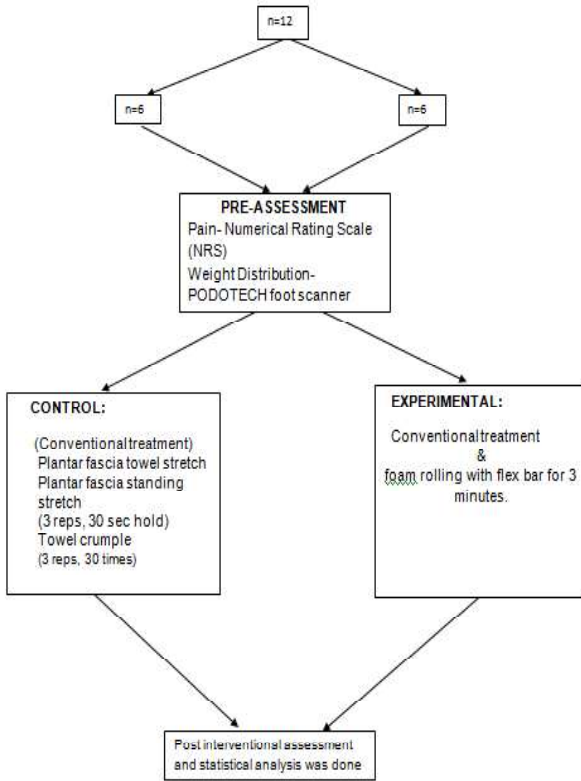 n=12
n=6
n=6
PRE-ASSESSMENT
Pain- Numerical Rating Scale
(NRS)
Weight Distribution-
PODOTECH foot scanner
CONTROL:
(Conventional treatment)
Plantar fascia towel stretch
Plantar fascia standing
stretch
(3 reps, 30 sec hold)
Towel crumple
(3 reps, 30 times)
EXPERIMENTAL:
Conventional treatment
&
foam rolling with flex bar for 3
minutes.
Post interventional assessment
and statistical analysis was done